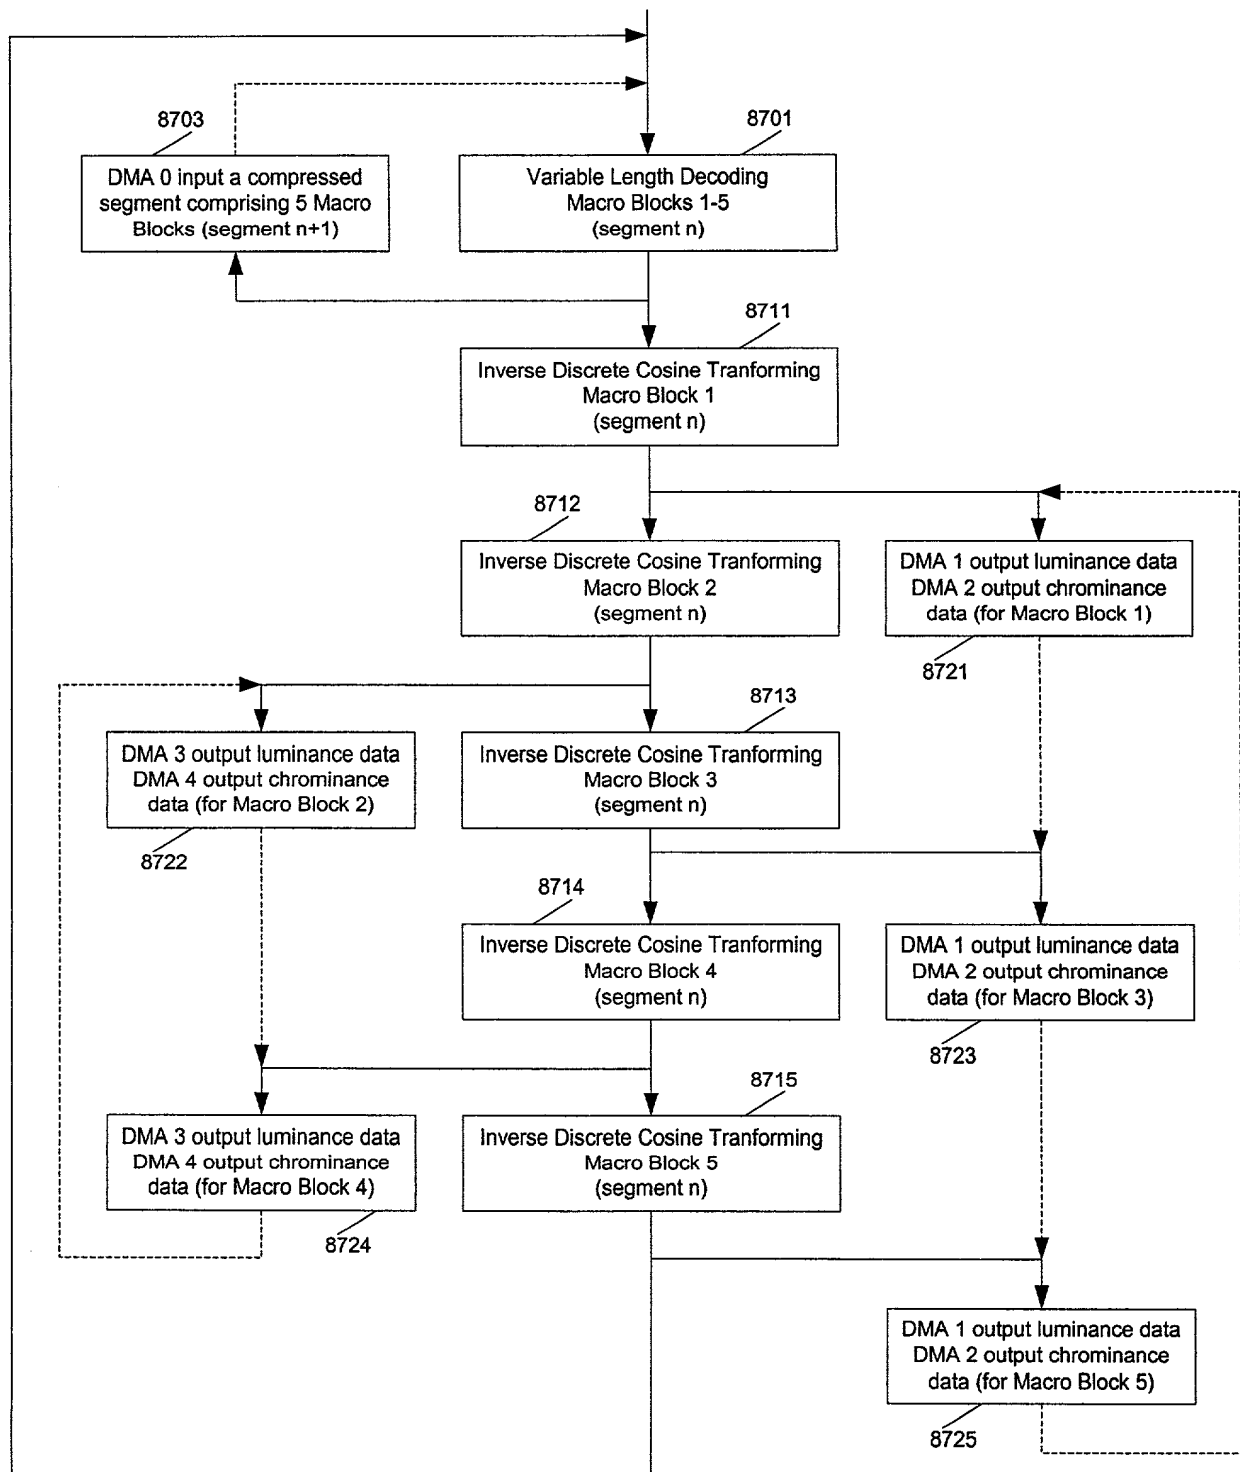 8703
8701
DMA 0 input a compressed
segment comprising 5 Macro
Blocks (segment n+1)
Variable Length Decoding
Macro Blocks 1-5
(segment n)
8711
Inverse Discrete Cosine Tranforming
Macro Block 1
(segment n)
8712
Inverse Discrete Cosine Tranforming
Macro Block 2
(segment n)
DMA 1 output luminance data
DMA 2 output chrominance
data (for Macro Block 1)
8721
8713
DMA 3 output luminance data
DMA 4 output chrominance
data (for Macro Block 2)
8722
Inverse Discrete Cosine Tranforming
Macro Block 3
(segment n)
8714
Inverse Discrete Cosine Tranforming
Macro Block 4
(segment n)
DMA 1 output luminance data
DMA 2 output chrominance
data (for Macro Block 3)
8723
8715
DMA 3 output luminance data
DMA 4 output chrominance
data (for Macro Block 4)
8724
Inverse Discrete Cosine Tranforming
Macro Block 5
(segment n)
DMA 1 output luminance data
DMA 2 output chrominance
data (for Macro Block 5)
8725